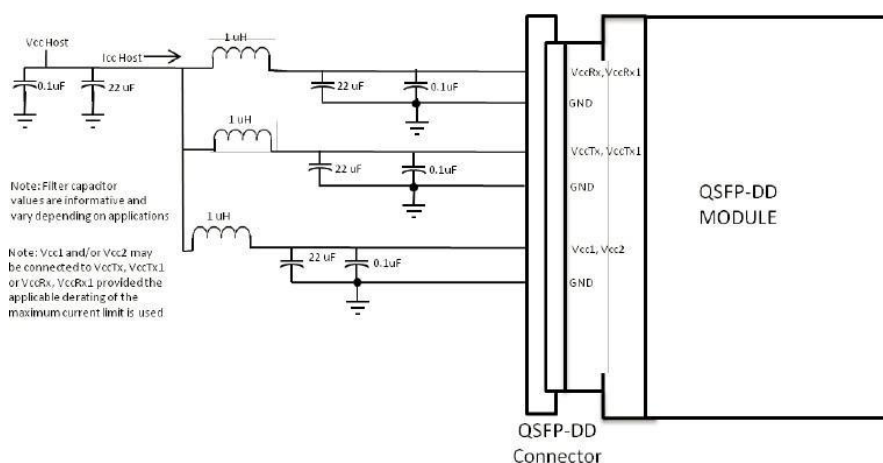 Vcc Host
Icc Host
1 uH
0.1uF
22 uF
22 uF
0.1uF
VccRx, VccRx1
GND
1 uH
22 uF
0.1uF
VccTx, VccTx1
GND
Note: Filter capacitor
values are informative and
vary depending on applications
1 uH
22 uF
0.1uF
Vcc1, Vcc2
GND
Note: Vcc1 and/or Vcc2 may
be connected to VccTx, VccTx1
or VccRx, VccRx1 provided the
applicable derating of the
maximum current limit is used
QSFP-DD
MODULE
QSFP-DD
Connector